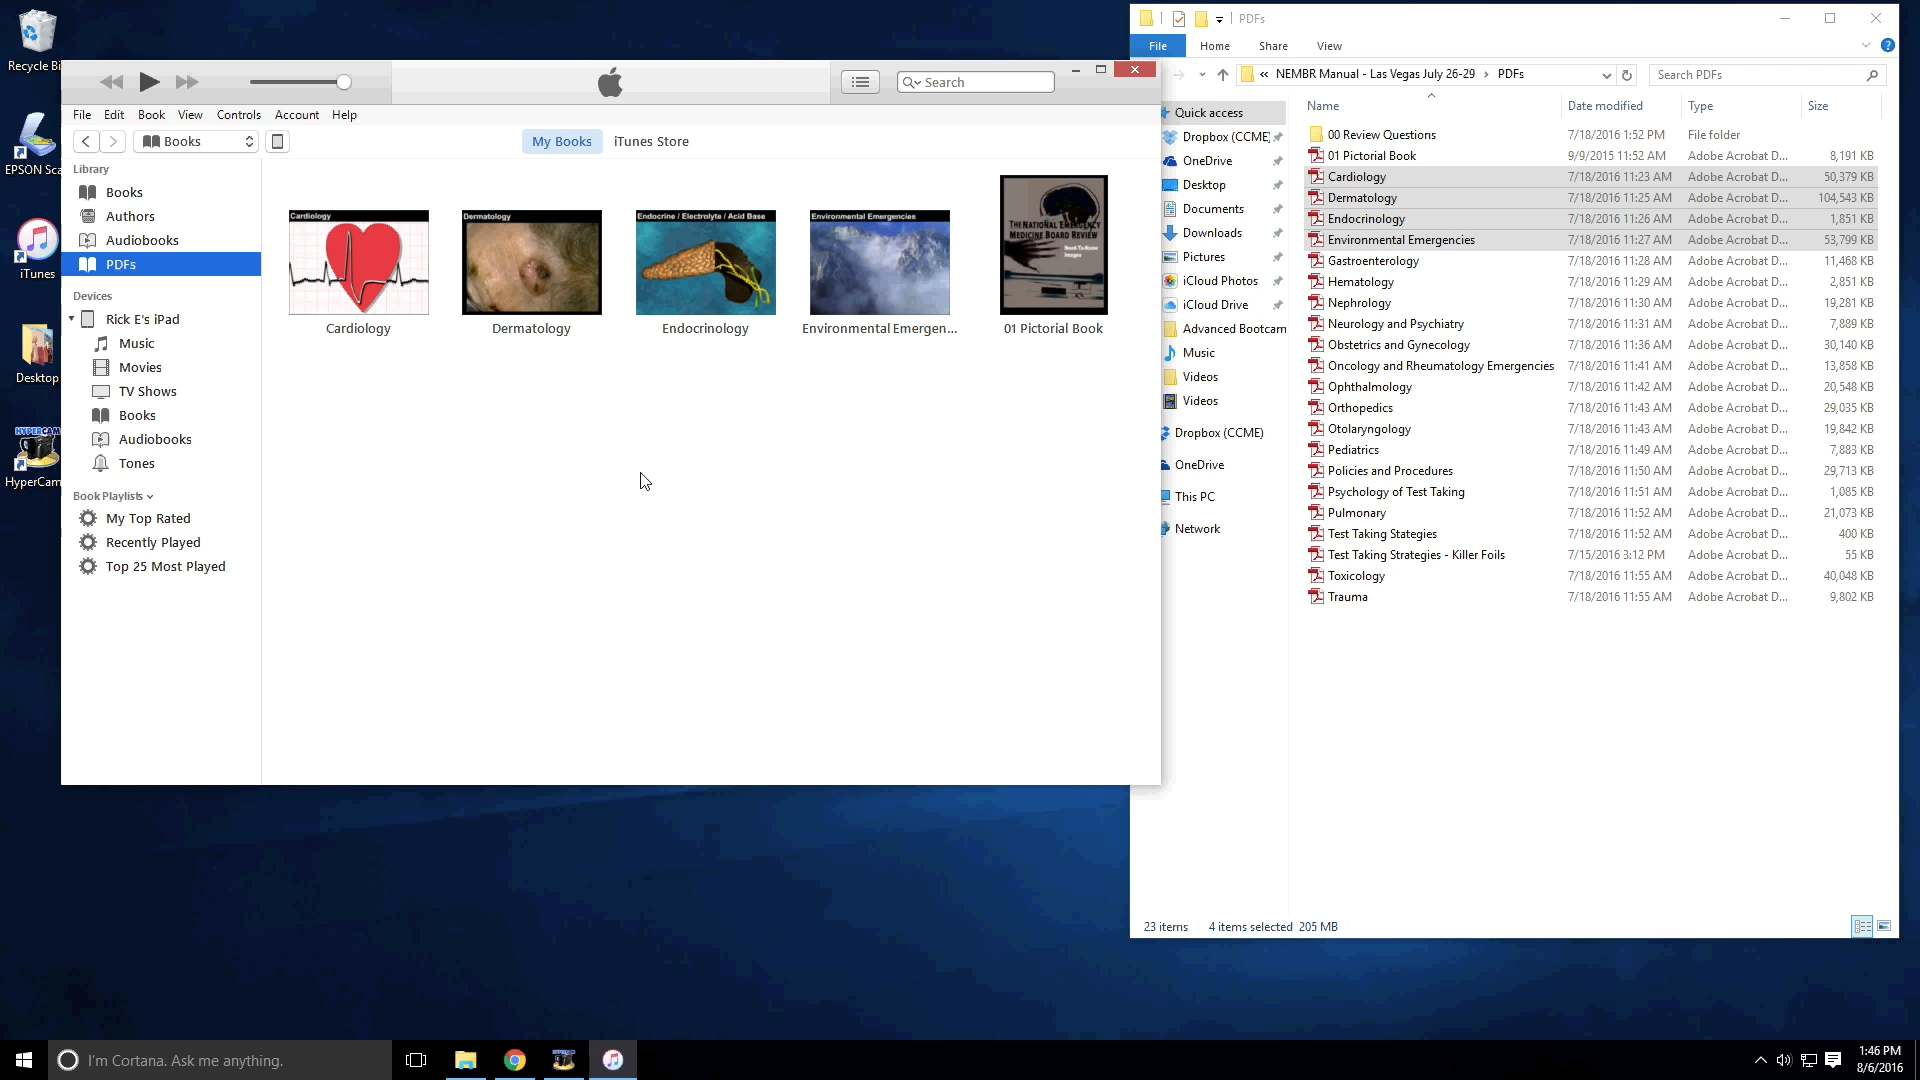 Recycle Bi
EPSON Sca
iTunes
Desktop
HYPERCAM
HyperCam
Search
File Edit Book View Controls Account Help
Books
My Books iTunes Store
Library
Books
Authors
Audiobooks
PDFs
Devices
Rick E's iPad
Music
Movies
TV Shows
Books
Audiobooks
Tones
Book Playlists
My Top Rated
Recently Played
Top 25 Most Played
Cardiology
Cardiology
Dermatology
Dermatology
Endocrine / Electrolyte / Acid Base
Endocrinology
Environmental Emergencies
Environmental Emergen...
THE NATIONAL EMERGENCY
MEDICINE BOARD REVIEW
Need-To-Know
Images
01 Pictorial Book
PDFs
File Home Share View
« NEMBR Manual - Las Vegas July 26-29 > PDFs
Search PDFs
Quick access
Dropbox (CCME)
OneDrive
Desktop
Documents
Downloads
Pictures
iCloud Photos
iCloud Drive
Advanced Bootcam
Music
Videos
Videos
Dropbox (CCME)
OneDrive
This PC
Network
Name Date modified Type Size
00 Review Questions 7/18/2016 1:52 PM File folder
01 Pictorial Book 9/9/2015 11:52 AM Adobe Acrobat D... 8,191 KB
Cardiology 7/18/2016 11:23 AM Adobe Acrobat D... 50,379 KB
Dermatology 7/18/2016 11:25 AM Adobe Acrobat D... 104,543 KB
Endocrinology 7/18/2016 11:26 AM Adobe Acrobat D... 1,851 KB
Environmental Emergencies 7/18/2016 11:27 AM Adobe Acrobat D... 53,799 KB
Gastroenterology 7/18/2016 11:28 AM Adobe Acrobat D... 11,468 KB
Hematology 7/18/2016 11:29 AM Adobe Acrobat D... 2,851 KB
Nephrology 7/18/2016 11:30 AM Adobe Acrobat D... 19,281 KB
Neurology and Psychiatry 7/18/2016 11:31 AM Adobe Acrobat D... 7,889 KB
Obstetrics and Gynecology 7/18/2016 11:36 AM Adobe Acrobat D... 30,140 KB
Oncology and Rheumatology Emergencies 7/18/2016 11:41 AM Adobe Acrobat D... 13,858 KB
Ophthalmology 7/18/2016 11:42 AM Adobe Acrobat D... 20,548 KB
Orthopedics 7/18/2016 11:43 AM Adobe Acrobat D... 29,035 KB
Otolaryngology 7/18/2016 11:43 AM Adobe Acrobat D... 19,842 KB
Pediatrics 7/18/2016 11:49 AM Adobe Acrobat D... 7,883 KB
Policies and Procedures 7/18/2016 11:50 AM Adobe Acrobat D... 29,713 KB
Psychology of Test Taking 7/18/2016 11:51 AM Adobe Acrobat D... 1,085 KB
Pulmonary 7/18/2016 11:52 AM Adobe Acrobat D... 21,073 KB
Test Taking Stategies 7/18/2016 11:52 AM Adobe Acrobat D... 400 KB
Test Taking Strategies - Killer Foils 7/15/2016 3:12 PM Adobe Acrobat D... 55 KB
Toxicology 7/18/2016 11:55 AM Adobe Acrobat D... 40,048 KB
Trauma 7/18/2016 11:55 AM Adobe Acrobat D... 9,802 KB
23 items 4 items selected 205 MB
I'm Cortana. Ask me anything.
1:46 PM
8/6/2016